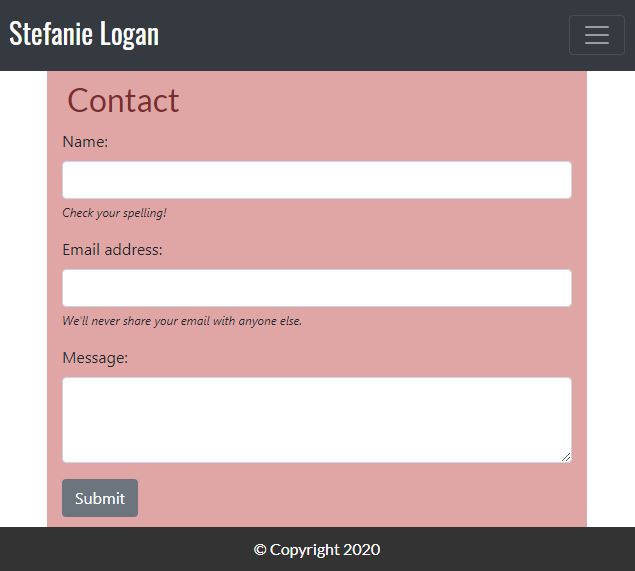 Stefanie Logan
Contact
Name:
Check your spelling!
Email address:
We'll never share your email with anyone else.
Message:
Submit
© Copyright 2020